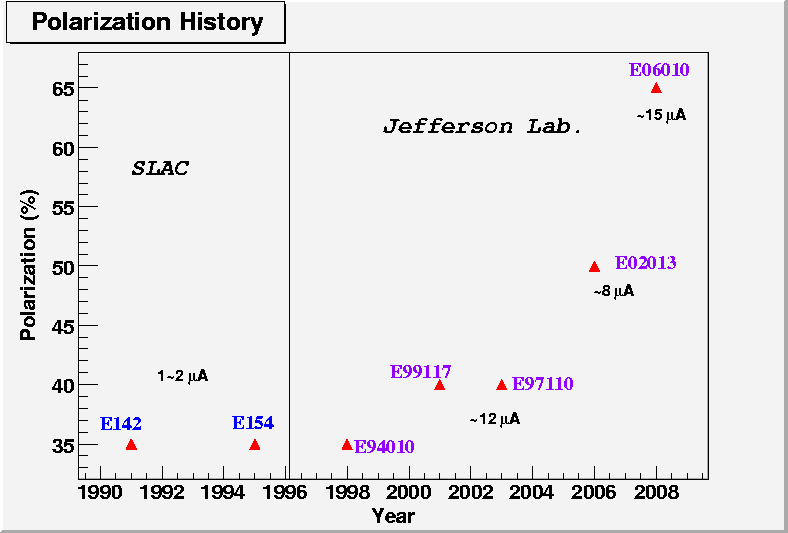 Polarization History
E06010
65
~15 μA
Jefferson Lab.
60
SLAC
55
Polarization (%)
E02013
50
~8 μA
45
1~2 μA
E99117
40
E97110
E142
E154
~12 μA
35
E94010
1990 1992 1994 1996 1998 2000 2002 2004 2006 2008
Year